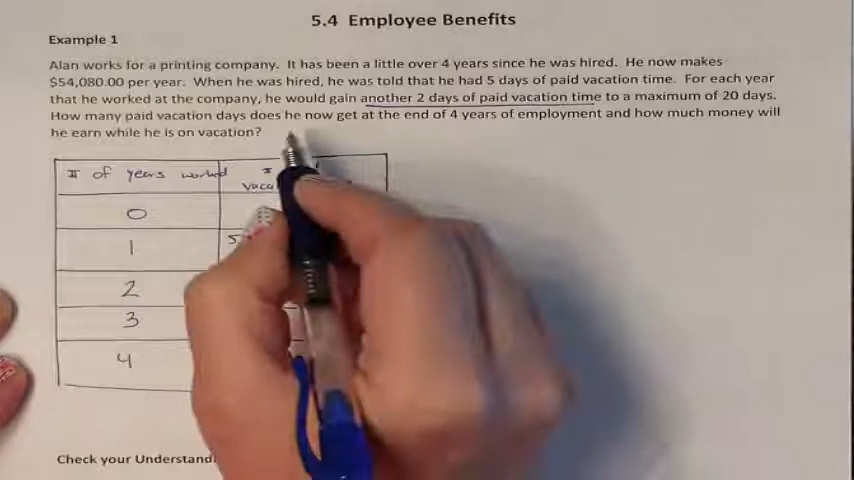 5.4 Employee Benefits
Example 1
Alan works for a printing company. It has been a little over 4 years since he was hired. He now makes
$54,080.00 per year. When he was hired, he was told that he had 5 days of paid vacation time. For each year
that he worked at the company, he would gain another 2 days of paid vacation time to a maximum of 20 days.
How many paid vacation days does he now get at the end of 4 years of employment and how much money will
he earn while he is on vacation?
# of years worked #
0
1 5
2
3
4
Check your